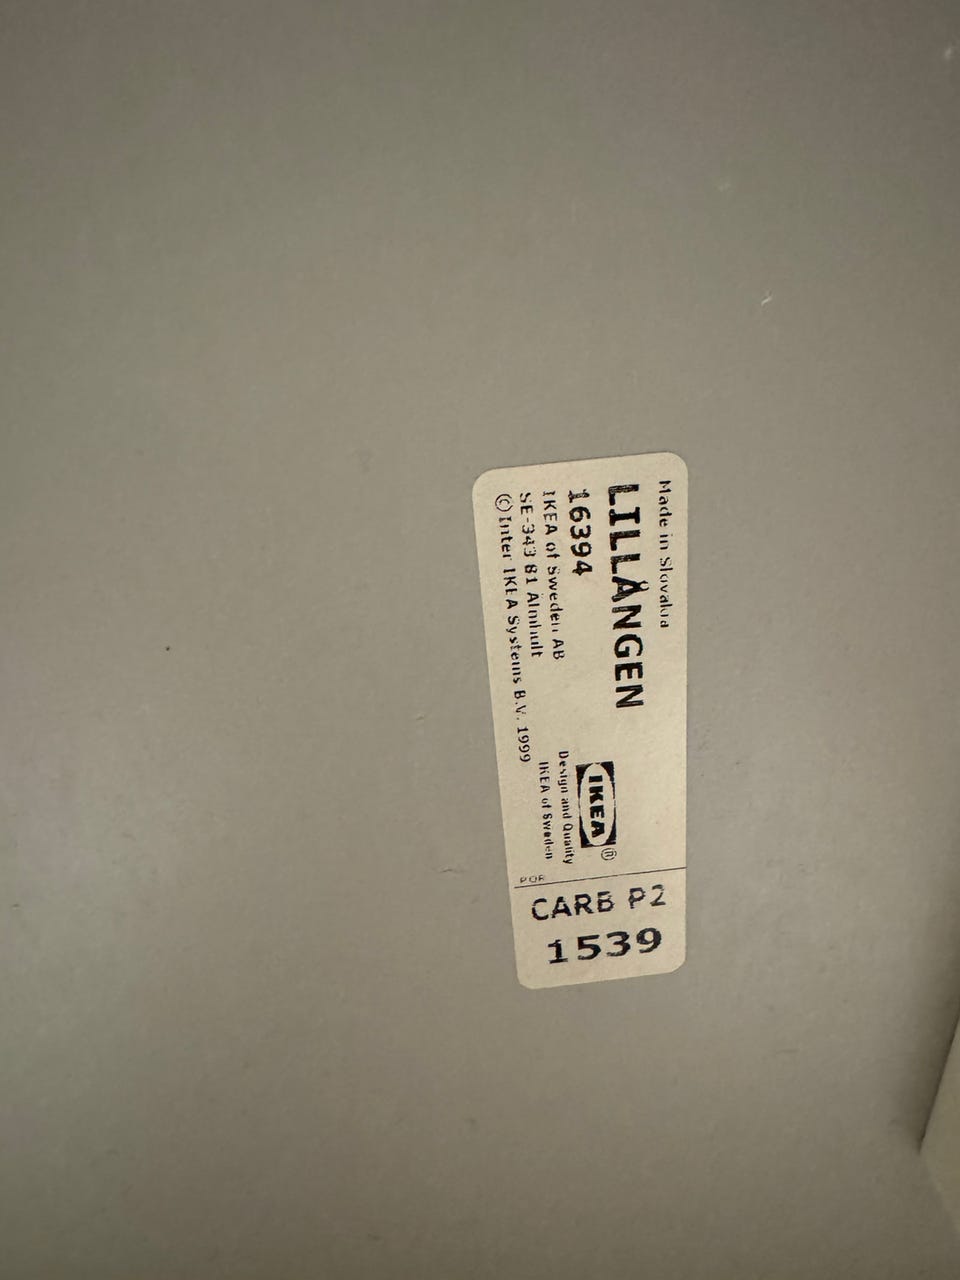 Made in Slovakia
LILLÅNGEN
16394
IKEA of Sweden AB
SE-343 81 Älmhult
© Inter IKEA Systems B.V. 1999
IKEA®
Design and Quality
IKEA of Sweden
POR
CARB P2
1539